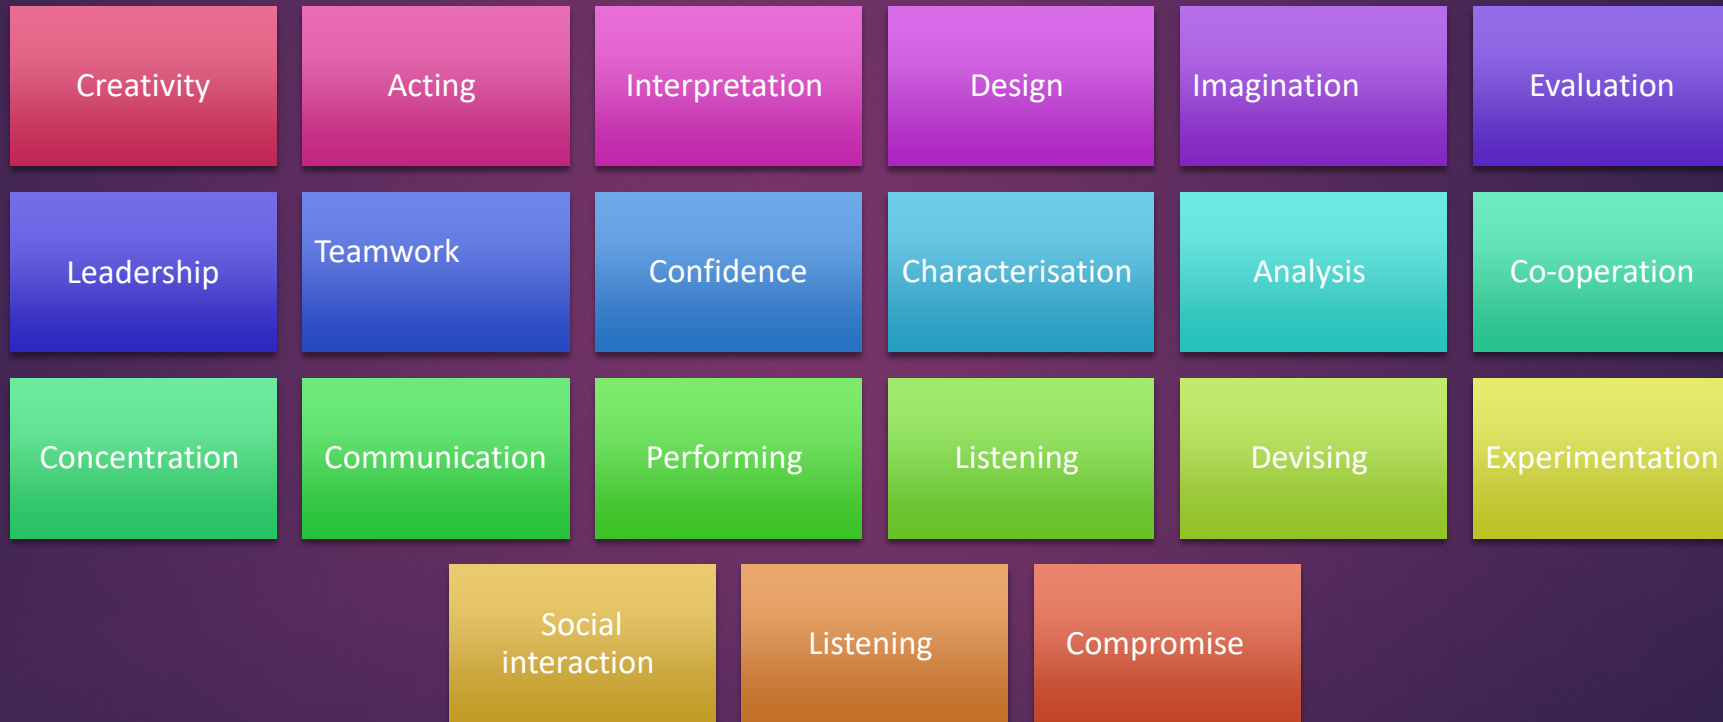 Creativity
Acting
Interpretation
Design
Imagination
Evaluation
Leadership
Teamwork
Confidence
Characterisation
Analysis
Co-operation
Concentration
Communication
Performing
Listening
Devising
Experimentation
Social
interaction
Listening
Compromise